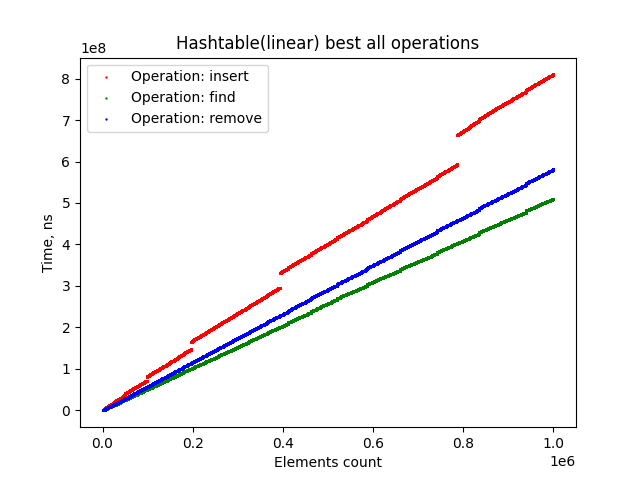 Hashtable(linear) best all operations
1e8
Operation: insert
Operation: find
Operation: remove
8
7
6
5
4
3
2
1
0
Time, ns
0.0 0.2 0.4 0.6 0.8 1.0
1e6
Elements count